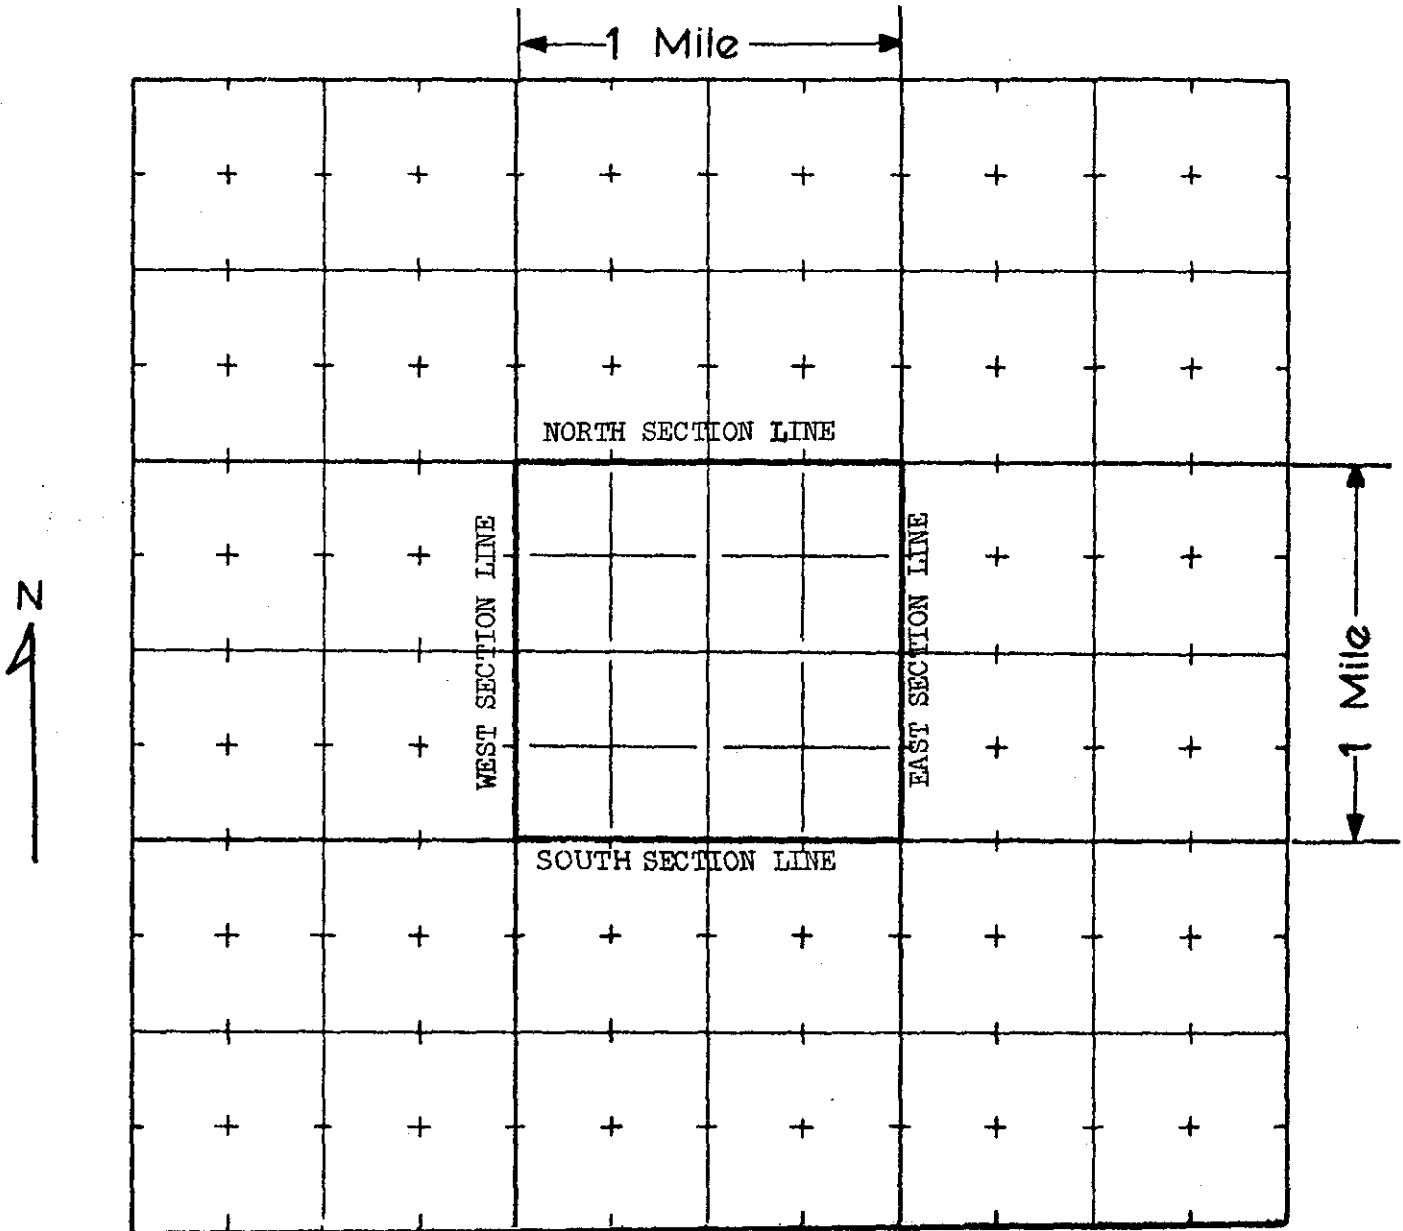 1 Mile
NORTH SECTION LINE
WEST SECTION LINE
EAST SECTION LINE
N
1 Mile
SOUTH SECTION LINE